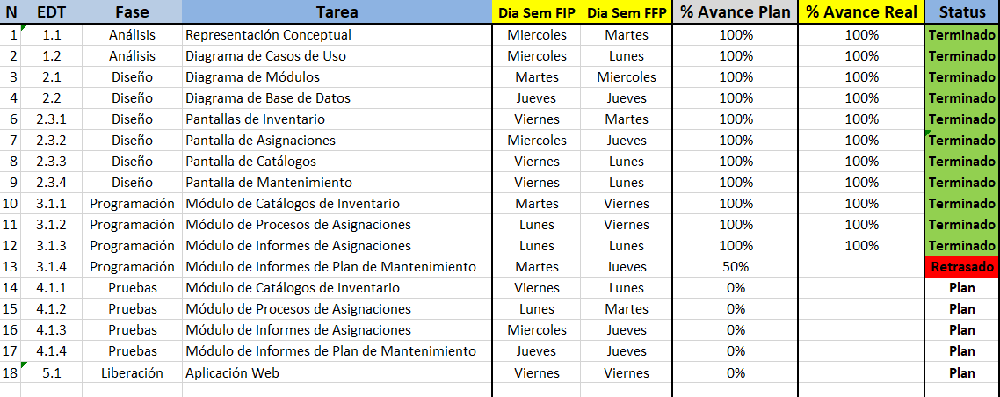 N EDT Fase Tarea Dia Sem FIP Dia Sem FFP % Avance Plan % Avance Real Status
1 1.1 Análisis Representación Conceptual Miercoles Martes 100% 100% Terminado
2 1.2 Análisis Diagrama de Casos de Uso Miercoles Lunes 100% 100% Terminado
3 2.1 Diseño Diagrama de Módulos Martes Miercoles 100% 100% Terminado
4 2.2 Diseño Diagrama de Base de Datos Jueves Jueves 100% 100% Terminado
6 2.3.1 Diseño Pantallas de Inventario Viernes Martes 100% 100% Terminado
7 2.3.2 Diseño Pantalla de Asignaciones Miercoles Jueves 100% 100% Terminado
8 2.3.3 Diseño Pantalla de Catálogos Viernes Lunes 100% 100% Terminado
9 2.3.4 Diseño Pantalla de Mantenimiento Viernes Lunes 100% 100% Terminado
10 3.1.1 Programación Módulo de Catálogos de Inventario Martes Viernes 100% 100% Terminado
11 3.1.2 Programación Módulo de Procesos de Asignaciones Lunes Viernes 100% 100% Terminado
12 3.1.3 Programación Módulo de Informes de Asignaciones Lunes Lunes 100% 100% Terminado
13 3.1.4 Programación Módulo de Informes de Plan de Mantenimiento Martes Jueves 50% Retrasado
14 4.1.1 Pruebas Módulo de Catálogos de Inventario Viernes Lunes 0% Plan
15 4.1.2 Pruebas Módulo de Procesos de Asignaciones Lunes Martes 0% Plan
16 4.1.3 Pruebas Módulo de Informes de Asignaciones Miercoles Jueves 0% Plan
17 4.1.4 Pruebas Módulo de Informes de Plan de Mantenimiento Jueves Jueves 0% Plan
18 5.1 Liberación Aplicación Web Viernes Viernes 0% Plan